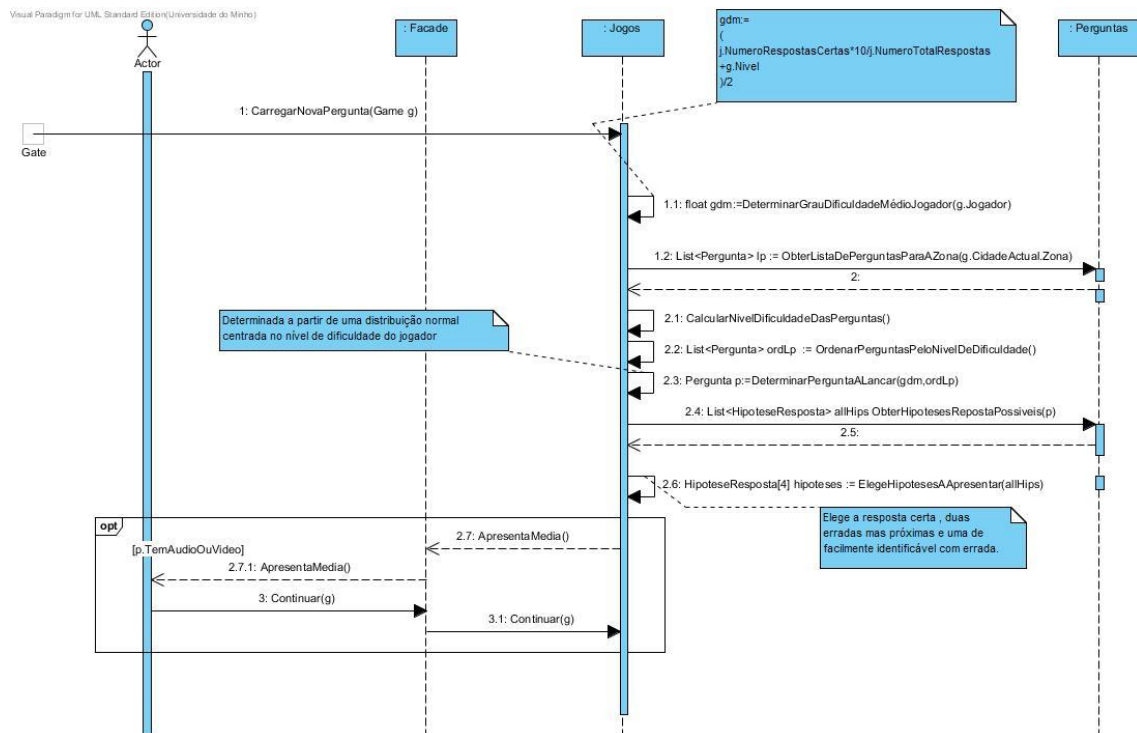 Visual Paradigm for UML Standard Edition(Universidade do Minho)
Actor
: Facade
: Jogos
gdm:=
(
j.NumeroRespostasCertas*10/j.NumeroTotalRespostas
+g.Nivel
)/2
: Perguntas
1: CarregarNovaPergunta(Game g)
Gate
1.1: float gdm:=DeterminarGrauDificuldadeMédioJogador(g.Jogador)
1.2: List<Pergunta> lp := ObterListaDePerguntasParaAZona(g.CidadeActual.Zona)
2:
Determinada a partir de uma distribuição normal
centrada no nível de dificuldade do jogador
2.1: CalcularNivelDificuldadeDasPerguntas()
2.2: List<Pergunta> ordLp := OrdenarPerguntasPeloNivelDeDificuldade()
2.3: Pergunta p:=DeterminarPerguntaALancar(gdm,ordLp)
2.4: List<HipoteseResposta> allHips ObterHipotesesRepostaPossiveis(p)
2.5:
2.6: HipoteseResposta[4] hipoteses := ElegeHipotesesAApresentar(allHips)
Elege a resposta certa , duas
erradas mas próximas e uma de
facilmente identificável com errada.
opt
[p.TemAudioOuVideo]
2.7: ApresentaMedia()
2.7.1: ApresentaMedia()
3: Continuar(g)
3.1: Continuar(g)